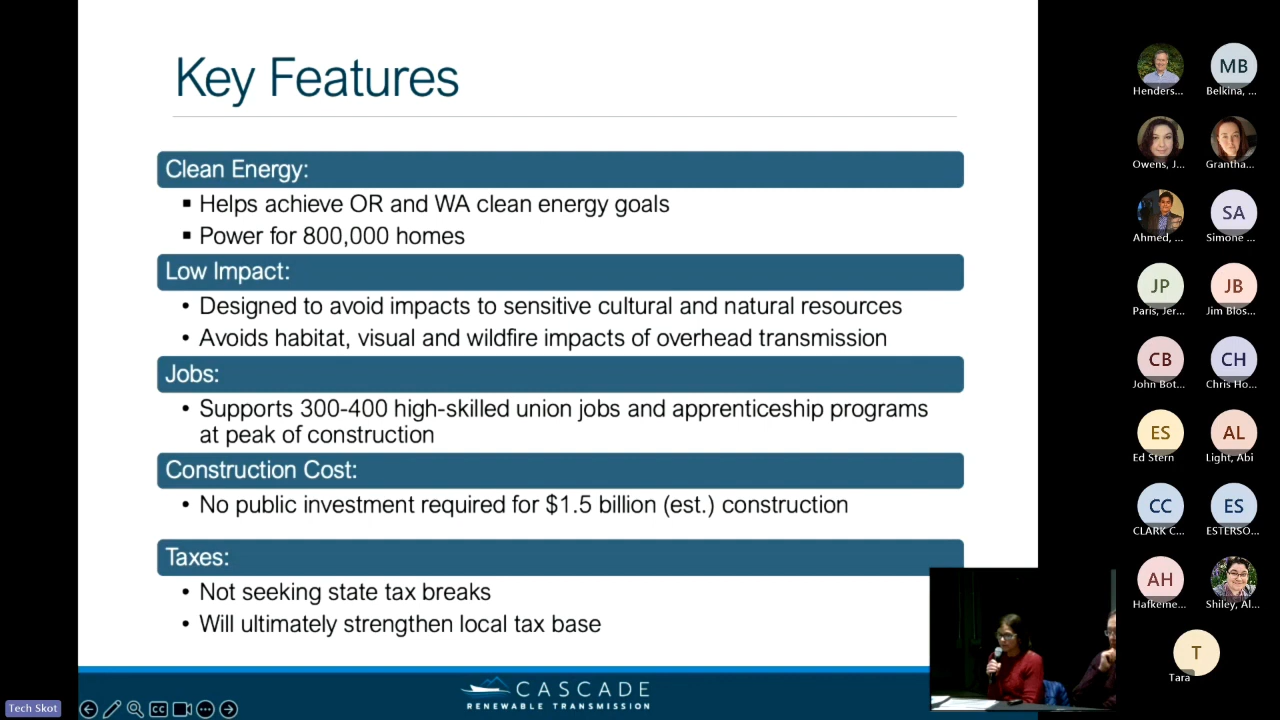 Key Features
Clean Energy:
▪ Helps achieve OR and WA clean energy goals
▪ Power for 800,000 homes
Low Impact:
• Designed to avoid impacts to sensitive cultural and natural resources
• Avoids habitat, visual and wildfire impacts of overhead transmission
Jobs:
• Supports 300-400 high-skilled union jobs and apprenticeship programs
at peak of construction
Construction Cost:
• No public investment required for $1.5 billion (est.) construction
Taxes:
• Not seeking state tax breaks
• Will ultimately strengthen local tax base
CASCADE
RENEWABLE TRANSMISSION
Tech Skot
CC
Henders...
MB
Belkina, ...
Owens, J...
Grantha...
Ahmed, ...
SA
Simone ...
JP
Paris, Jer...
JB
Jim Blos...
CB
John Bot...
CH
Chris Ho...
ES
Ed Stern
AL
Light, Abi
CC
CLARK C...
ES
ESTERSO...
AH
Hafkeme...
Shiley, Al...
T
Tara